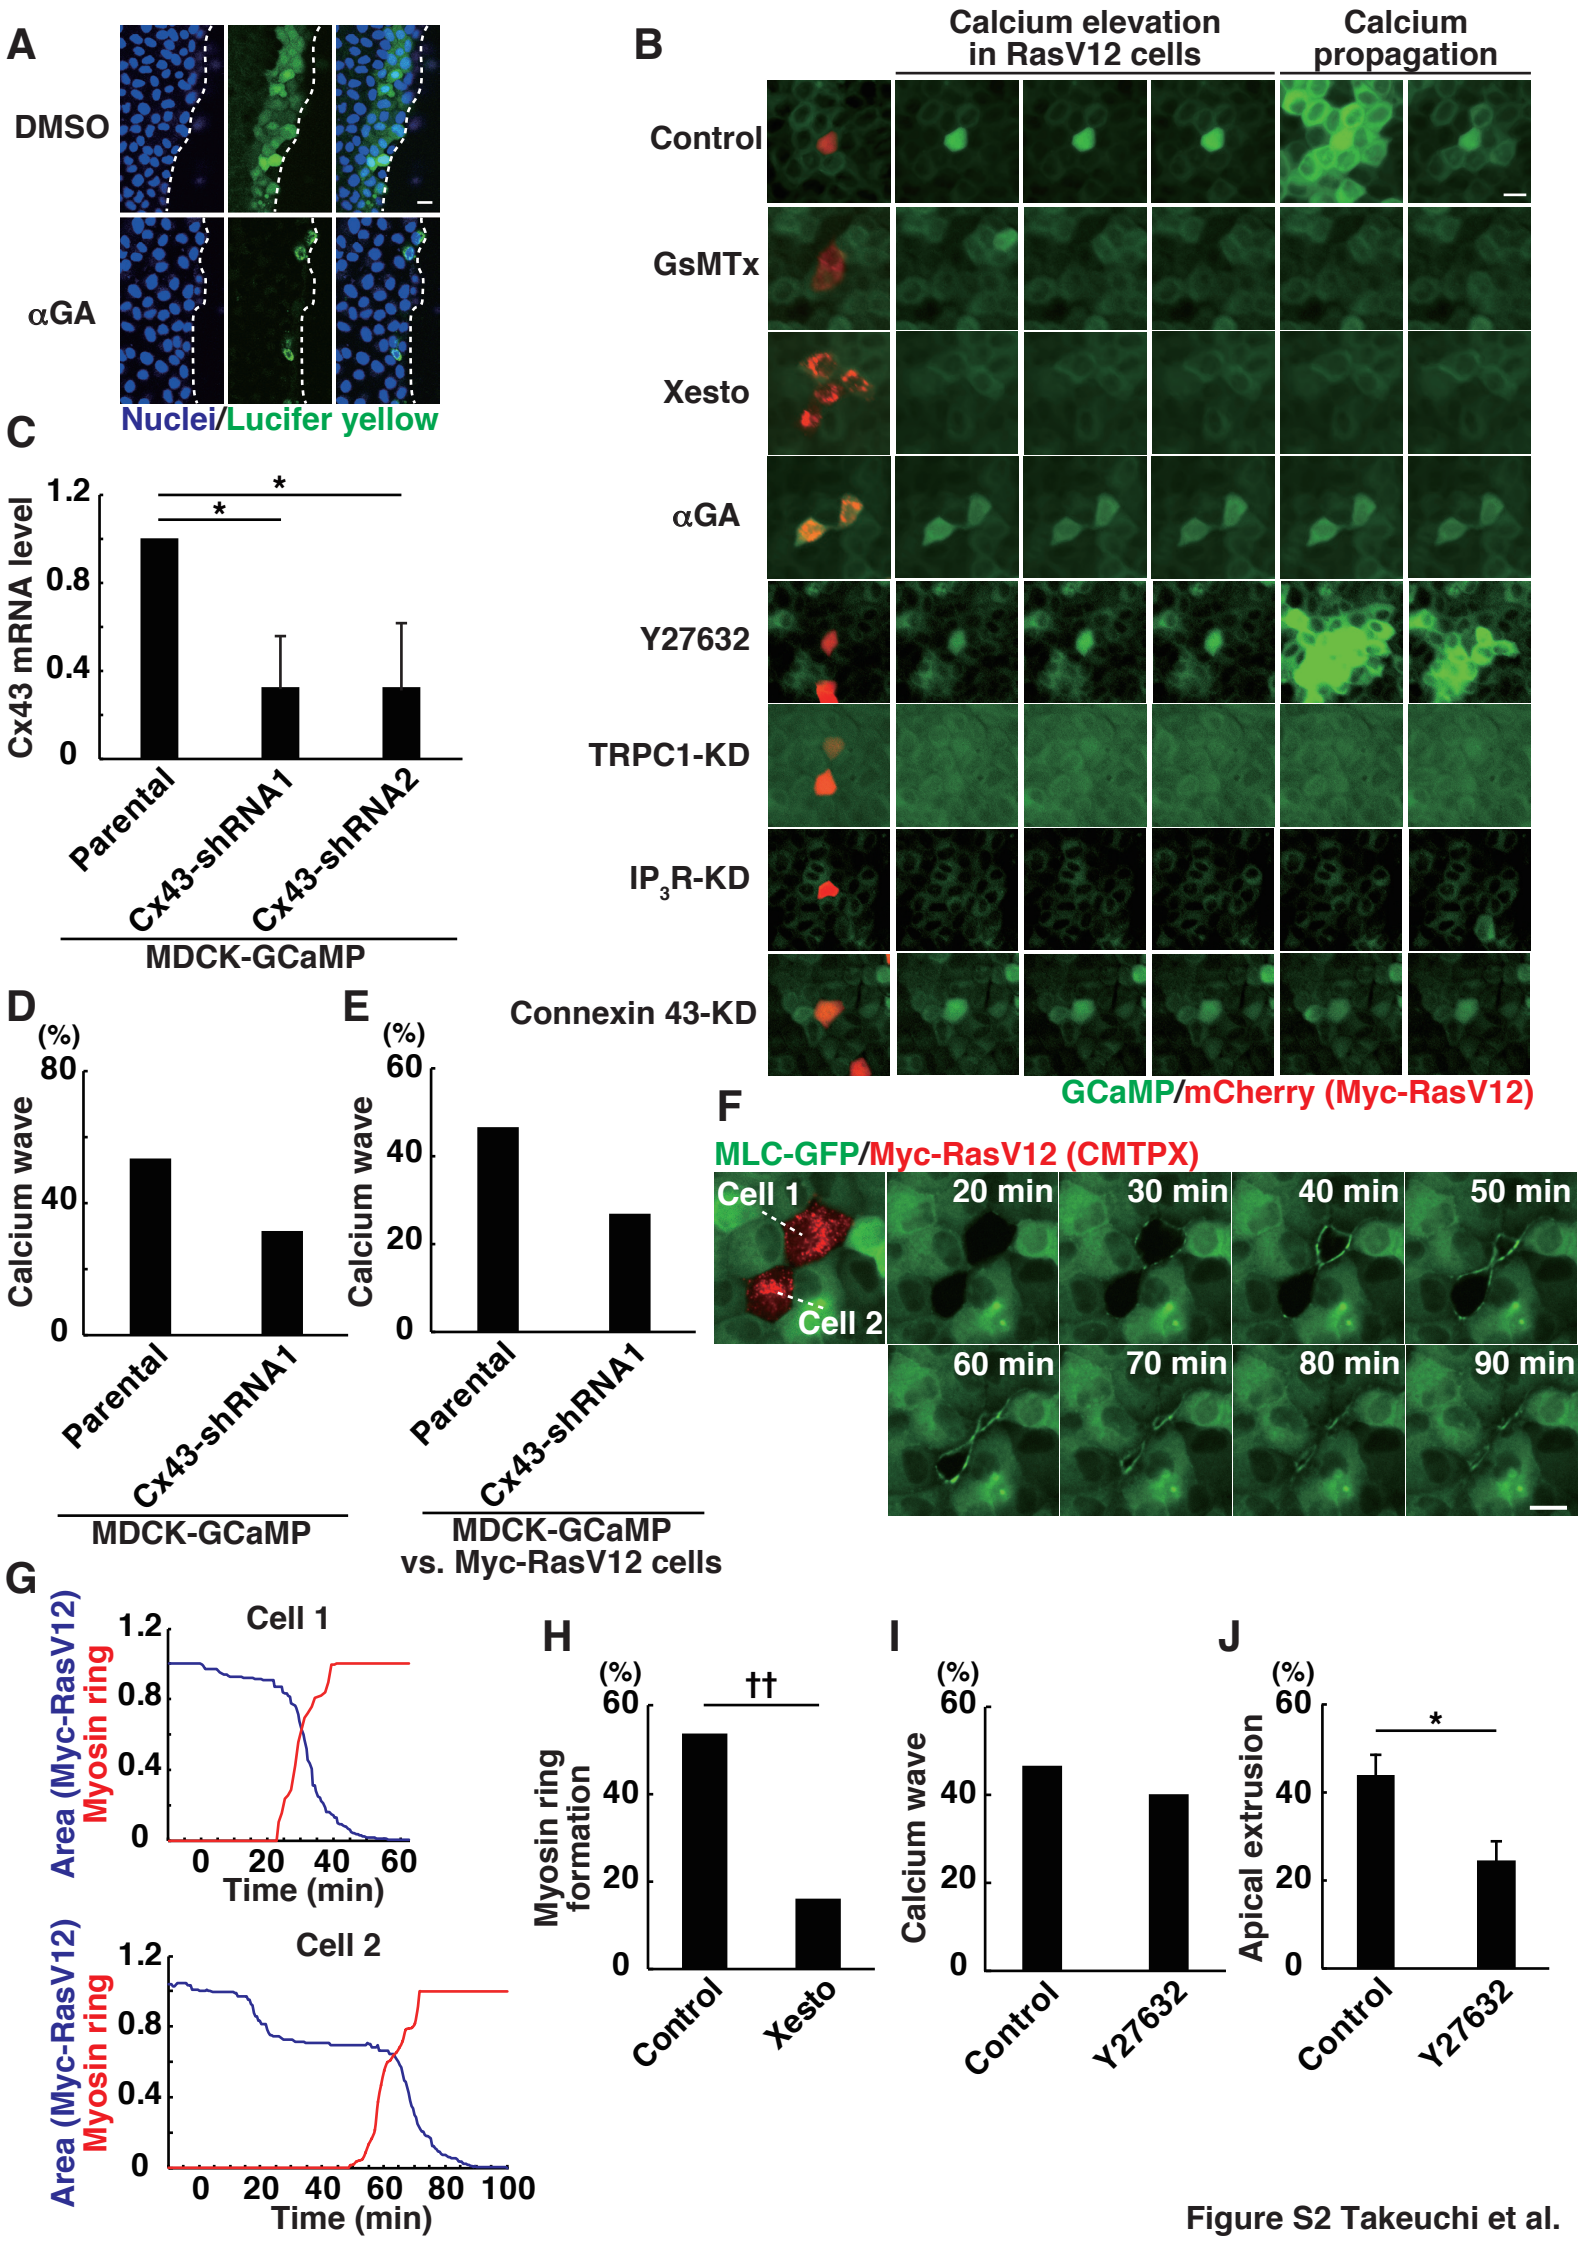 A
DMSO
αGA
Nuclei/Lucifer yellow
B
Calcium elevation
in RasV12 cells
Calcium
propagation
Control
GsMTx
Xesto
αGA
Y27632
TRPC1-KD
IP3R-KD
Connexin 43-KD
GCaMP/mCherry (Myc-RasV12)
C
Cx43 mRNA level
1.2
0.8
0.4
0
*
*
Parental
Cx43-shRNA1
Cx43-shRNA2
MDCK-GCaMP
D
(%)
Calcium wave
80
40
0
Parental
Cx43-shRNA1
MDCK-GCaMP
E
(%)
Calcium wave
60
40
20
0
Parental
Cx43-shRNA1
MDCK-GCaMP
vs. Myc-RasV12 cells
F
MLC-GFP/Myc-RasV12 (CMTPX)
Cell 1
Cell 2
20 min
30 min
40 min
50 min
60 min
70 min
80 min
90 min
G
Cell 1
Area (Myc-RasV12)
Myosin ring
1.2
0.8
0.4
0
0 20 40 60
Time (min)
Cell 2
Area (Myc-RasV12)
Myosin ring
1.2
0.8
0.4
0
0 20 40 60 80 100
Time (min)
H
(%)
Myosin ring
formation
60
40
20
0
††
Control
Xesto
I
(%)
Calcium wave
60
40
20
0
Control
Y27632
J
(%)
Apical extrusion
60
40
20
0
*
Control
Y27632
Figure S2 Takeuchi et al.